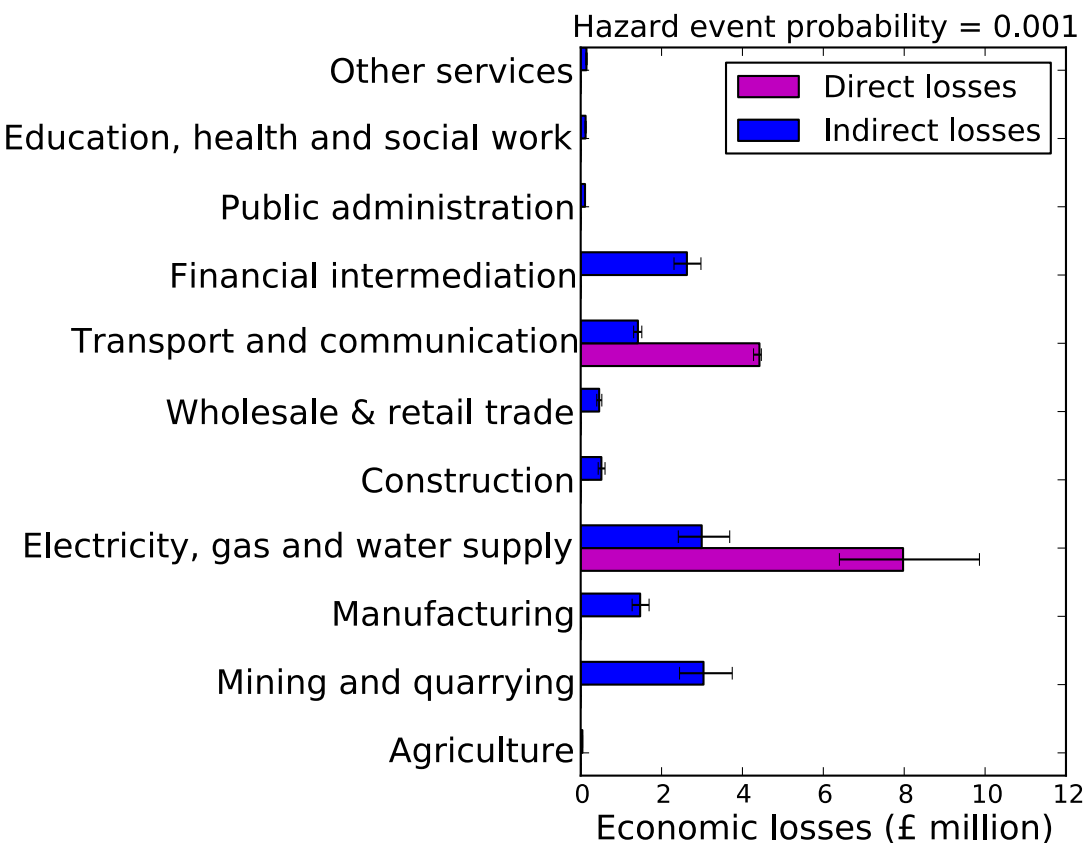 Hazard event probability = 0.001
Direct losses
Indirect losses
Other services
Education, health and social work
Public administration
Financial intermediation
Transport and communication
Wholesale & retail trade
Construction
Electricity, gas and water supply
Manufacturing
Mining and quarrying
Agriculture
0 2 4 6 8 10 12
Economic losses (£ million)